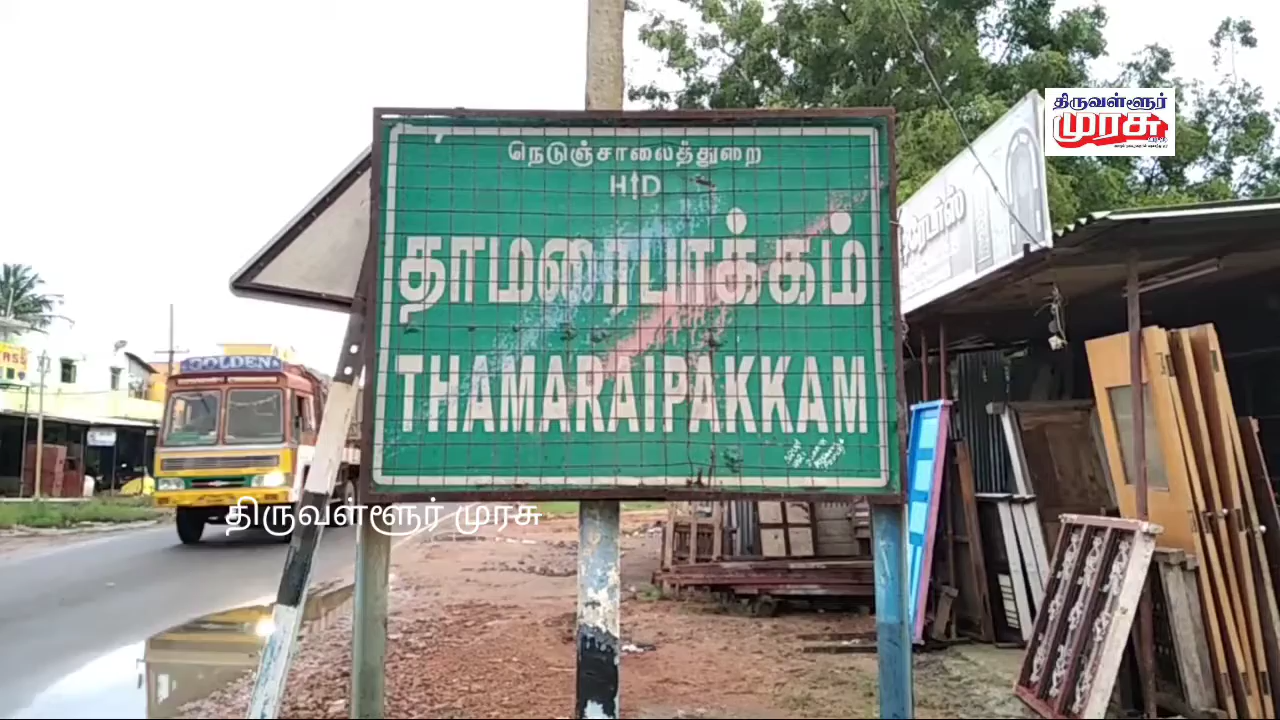 திருவள்ளூர்
முரசு
நெடுஞ்சாலைத்துறை
HD
தாமரைபாக்கம்
THAMARAIPAKKAM
GOLDEN
திருவள்ளூர் முரசு